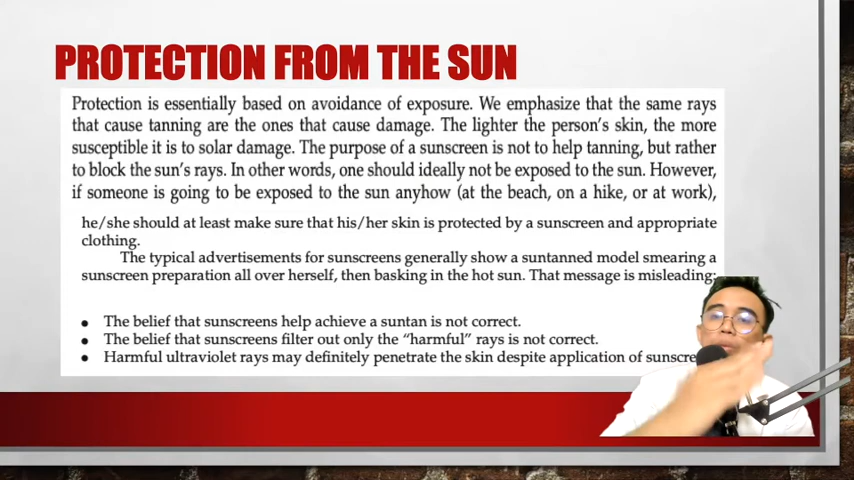 PROTECTION FROM THE SUN
Protection is essentially based on avoidance of exposure. We emphasize that the same rays
that cause tanning are the ones that cause damage. The lighter the person's skin, the more
susceptible it is to solar damage. The purpose of a sunscreen is not to help tanning, but rather
to block the sun's rays. In other words, one should ideally not be exposed to the sun. However,
if someone is going to be exposed to the sun anyhow (at the beach, on a hike, or at work),
he/she should at least make sure that his/her skin is protected by a sunscreen and appropriate
clothing.
The typical advertisements for sunscreens generally show a suntanned model smearing a
sunscreen preparation all over herself, then basking in the hot sun. That message is misleading:
• The belief that sunscreens help achieve a suntan is not correct.
• The belief that sunscreens filter out only the “harmful” rays is not correct.
• Harmful ultraviolet rays may definitely penetrate the skin despite application of